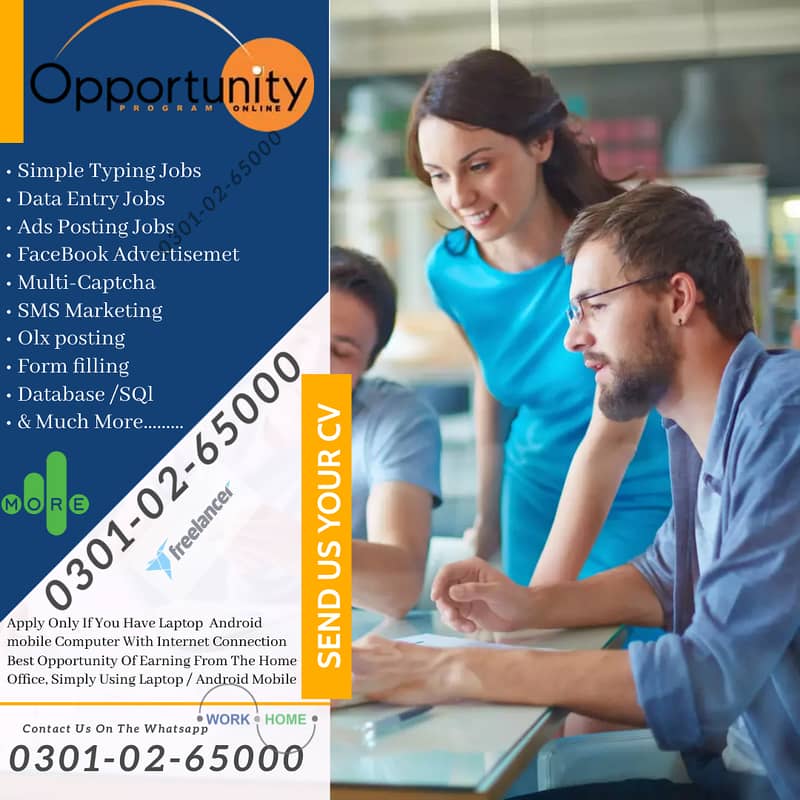 Opportunity
PROGRAM ONLINE
0301-02-65000
• Simple Typing Jobs
• Data Entry Jobs
• Ads Posting Jobs
• FaceBook Advertisemet
• Multi-Captcha
• SMS Marketing
• Olx posting
• Form filling
• Database /SQl
• & Much More.........
MORE
0301-02-65000
freelancer
SEND US YOUR CV
Apply Only If You Have Laptop Android
mobile Computer With Internet Connection
Best Opportunity Of Earning From The Home
Office, Simply Using Laptop / Android Mobile
WORK HOME
Contact Us On The Whatsapp
0301-02-65000